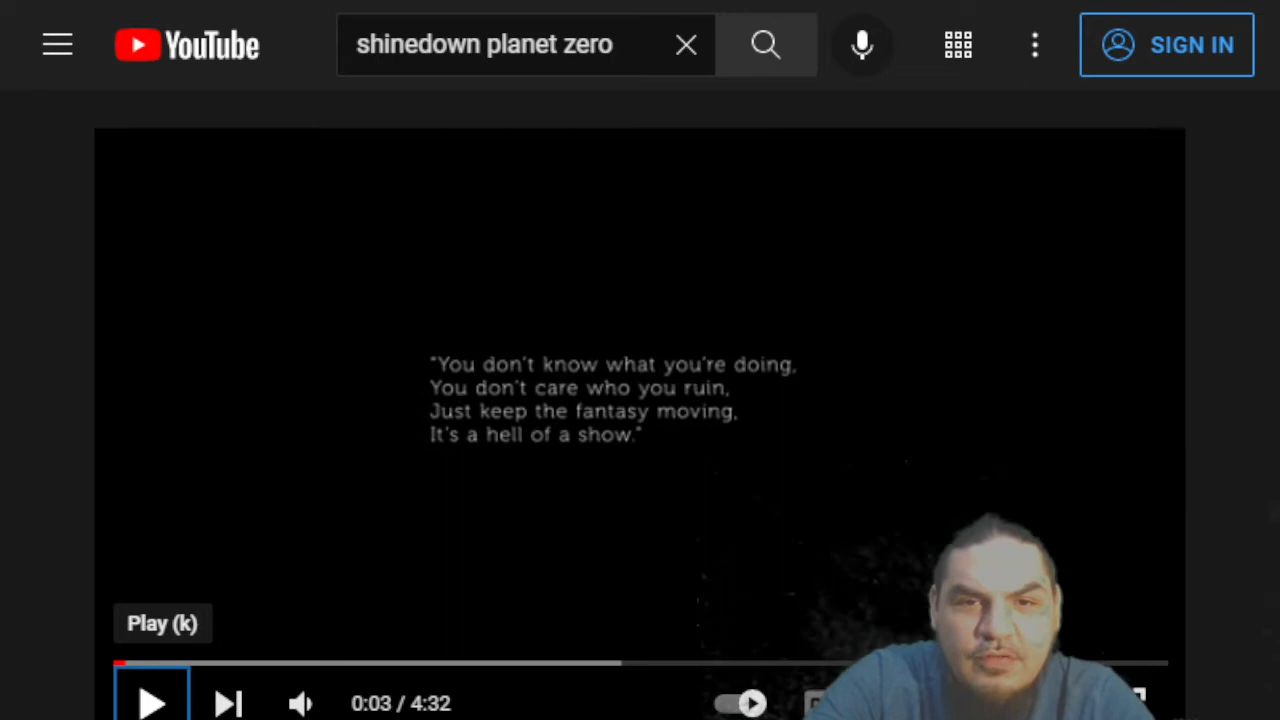 YouTube
shinedown planet zero
SIGN IN
"You don't know what you're doing,
You don't care who you ruin,
Just keep the fantasy moving,
It's a hell of a show."
Play (k)
0:03 / 4:32